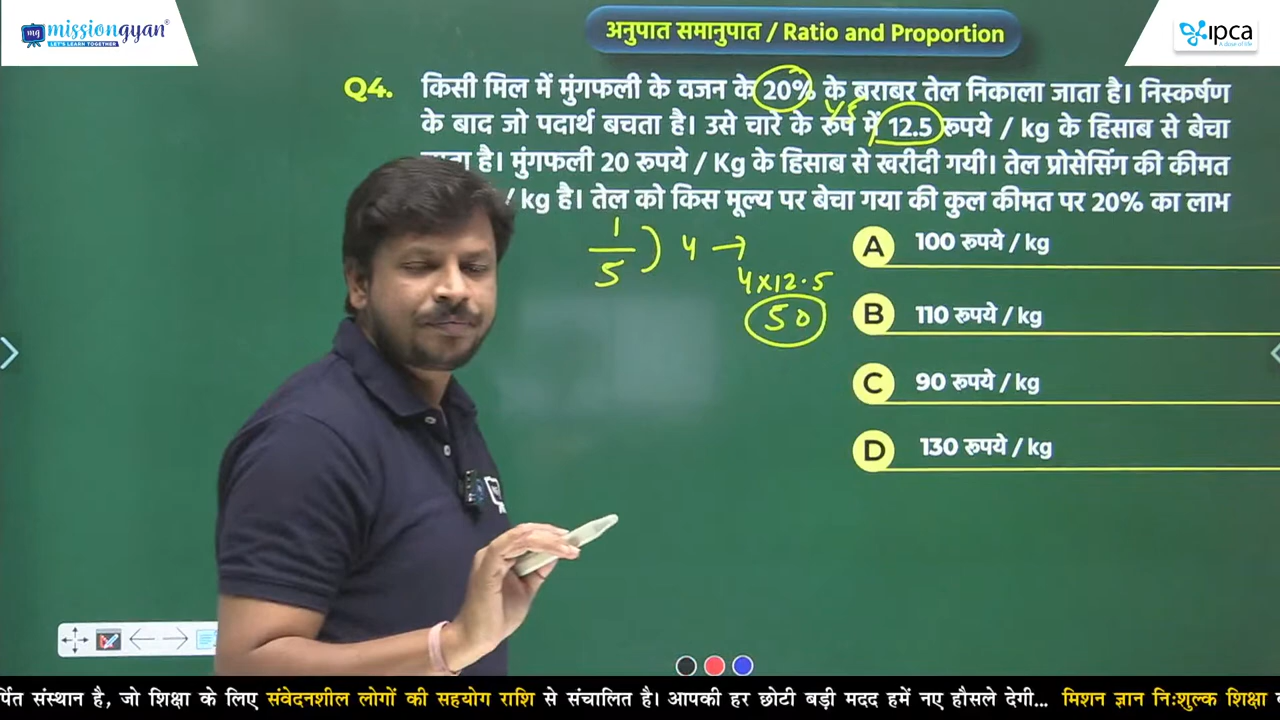 missiongyan®
LET'S LEARN TOGETHER
अनुपात समानुपात / Ratio and Proportion
ipca
A dose of life
Q4. किसी मिल में मुंगफली के वजन के 20% के बराबर तेल निकाला जाता है। निस्कर्षण
के बाद जो पदार्थ बचता है। उसे चारे के रूप में 12.5 रूपये / kg के हिसाब से बेचा
है। मुंगफली 20 रूपये / Kg के हिसाब से खरीदी गयी। तेल प्रोसेसिंग की कीमत
/ kg है। तेल को किस मूल्य पर बेचा गया की कुल कीमत पर 20% का लाभ
1/5 ) 4 →
4×12.5
50
A 100 रूपये / kg
B 110 रूपये / kg
C 90 रूपये / kg
D 130 रूपये / kg
र्पित संस्थान है, जो शिक्षा के लिए संवेदनशील लोगों की सहयोग राशि से संचालित है। आपकी हर छोटी बड़ी मदद हमें नए हौसले देगी... मिशन ज्ञान निःशुल्क शिक्षा